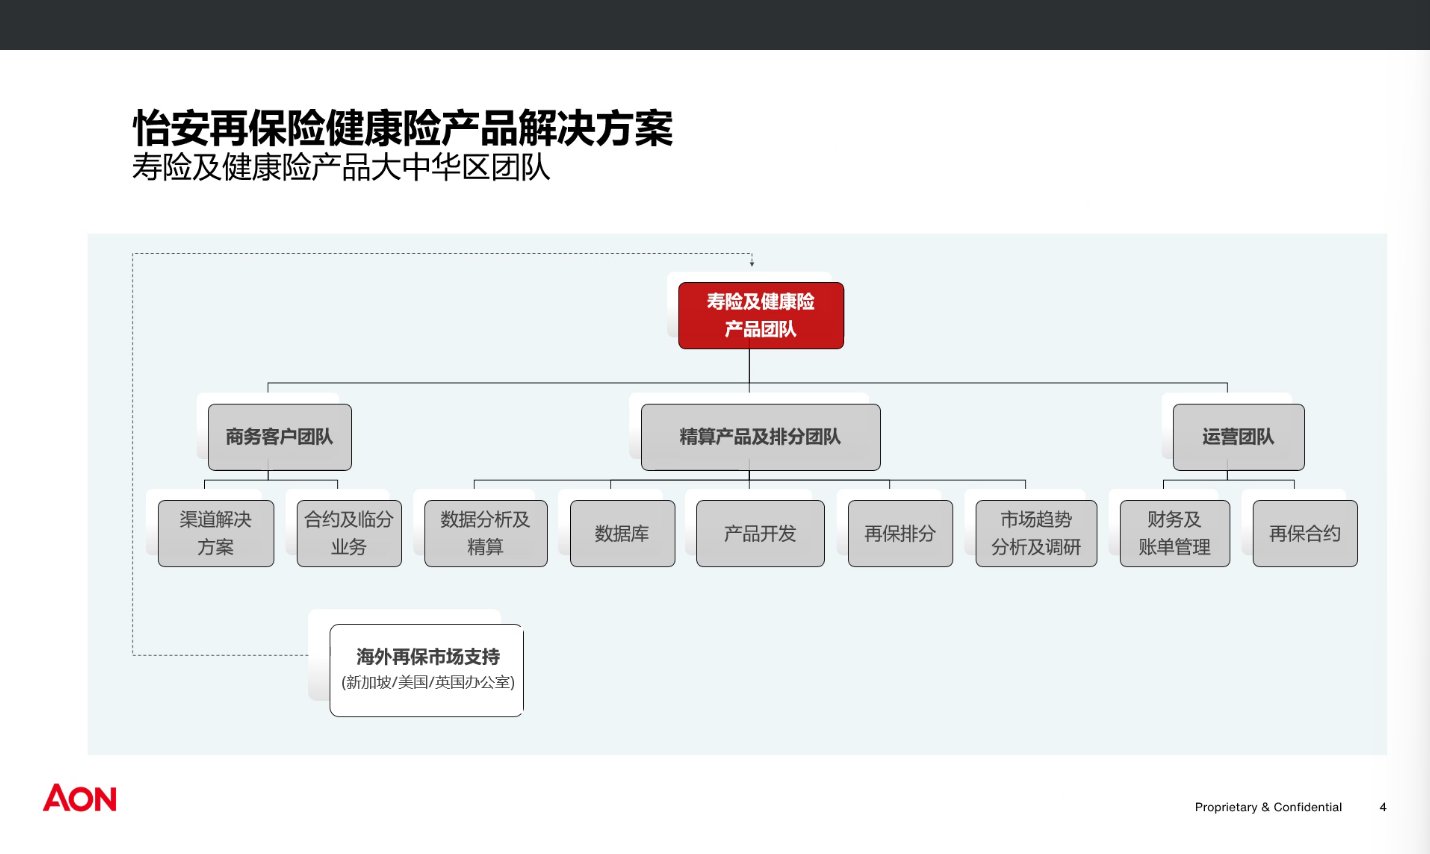 怡安再保险健康险产品解决方案
寿险及健康险产品大中华区团队
寿险及健康险
产品团队
商务客户团队
精算产品及排分团队
运营团队
渠道解决
方案
合约及临分
业务
数据分析及
精算
数据库
产品开发
再保排分
市场趋势
分析及调研
财务及
账单管理
再保合约
海外再保市场支持
(新加坡/美国/英国办公室)
AON
Proprietary & Confidential
4